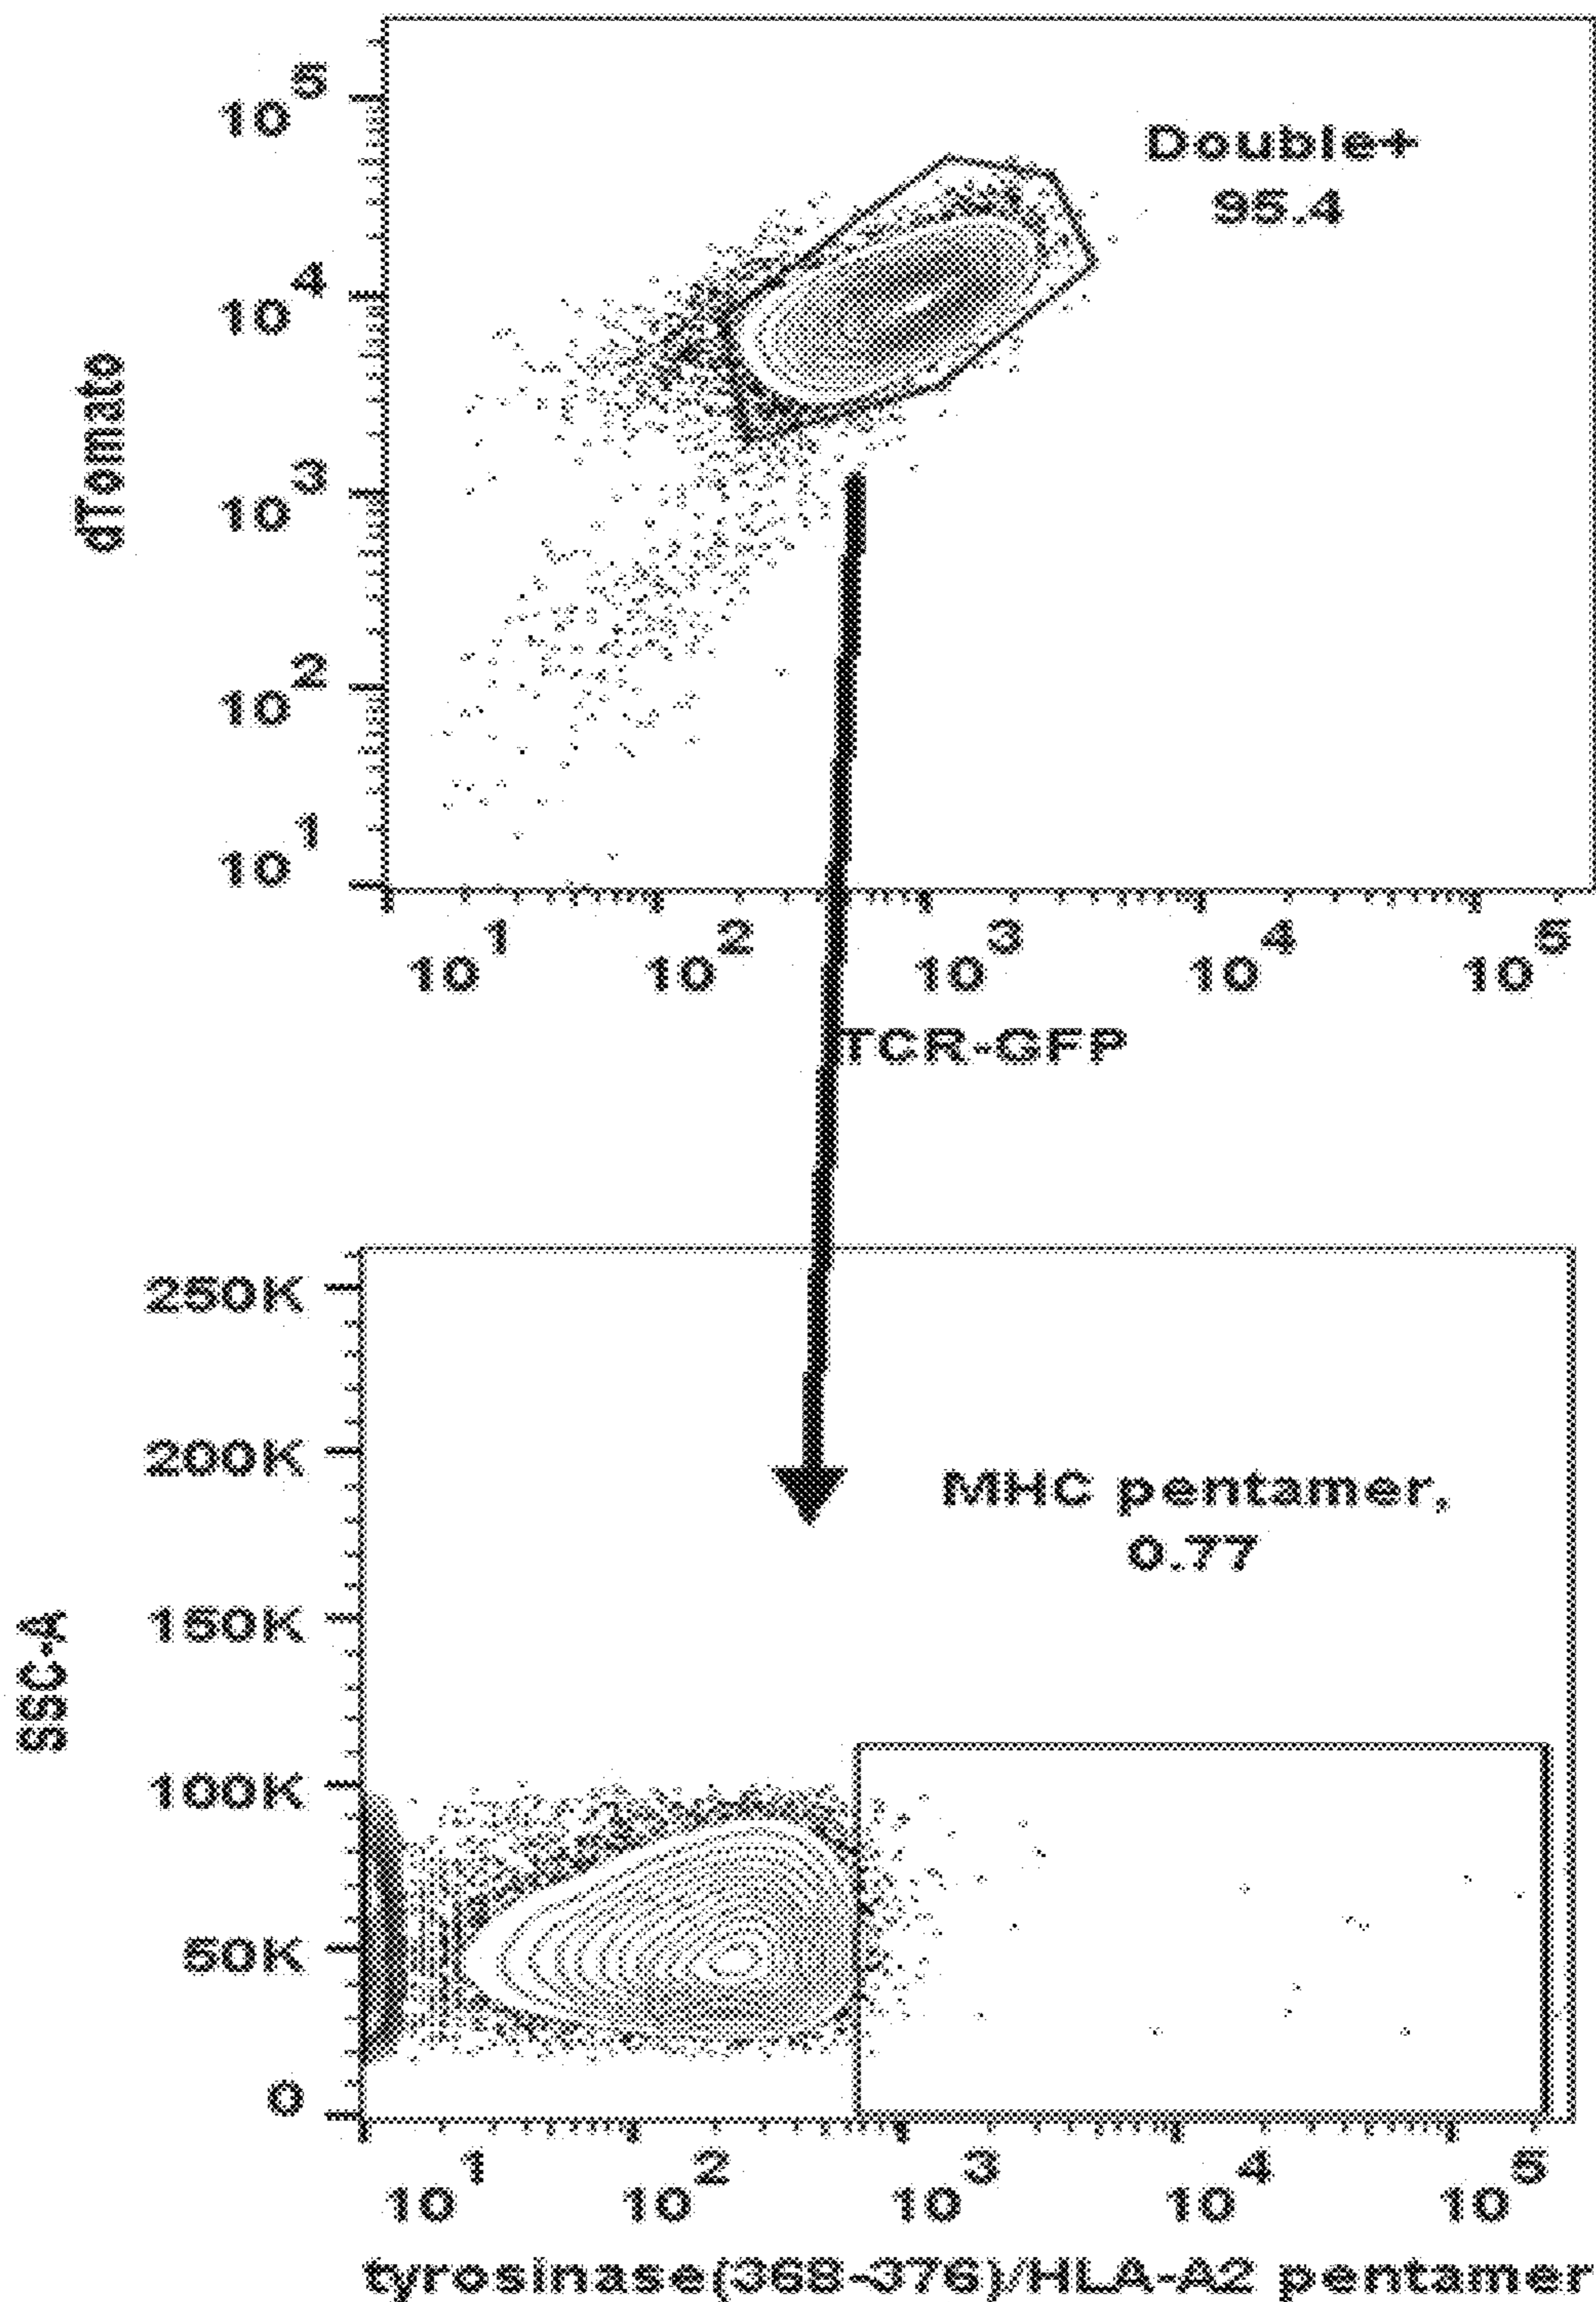 10^5
Double+
95.4
10^4
dTomato
10^3
10^2
10^1
10^1 10^2 10^3 10^4 10^5
TCR-GFP
250K
200K
MHC pentamer,
0.77
SSC-A
150K
100K
50K
0
10^1 10^2 10^3 10^4 10^5
tyrosinase(368-376)/HLA-A2 pentamer